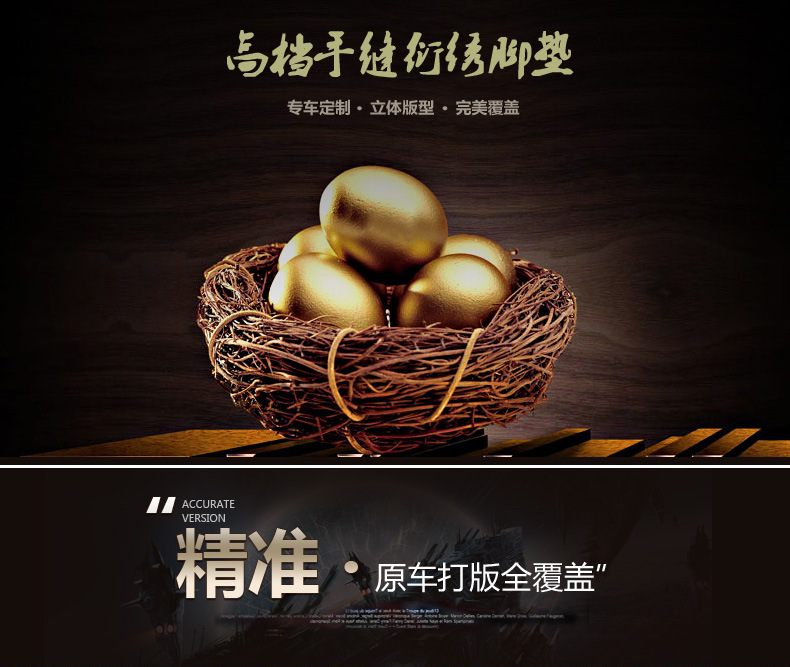 高档手缝衍绣脚垫
专车定制 · 立体版型 · 完美覆盖
ACCURATE
VERSION
精准 · 原车打版全覆盖"